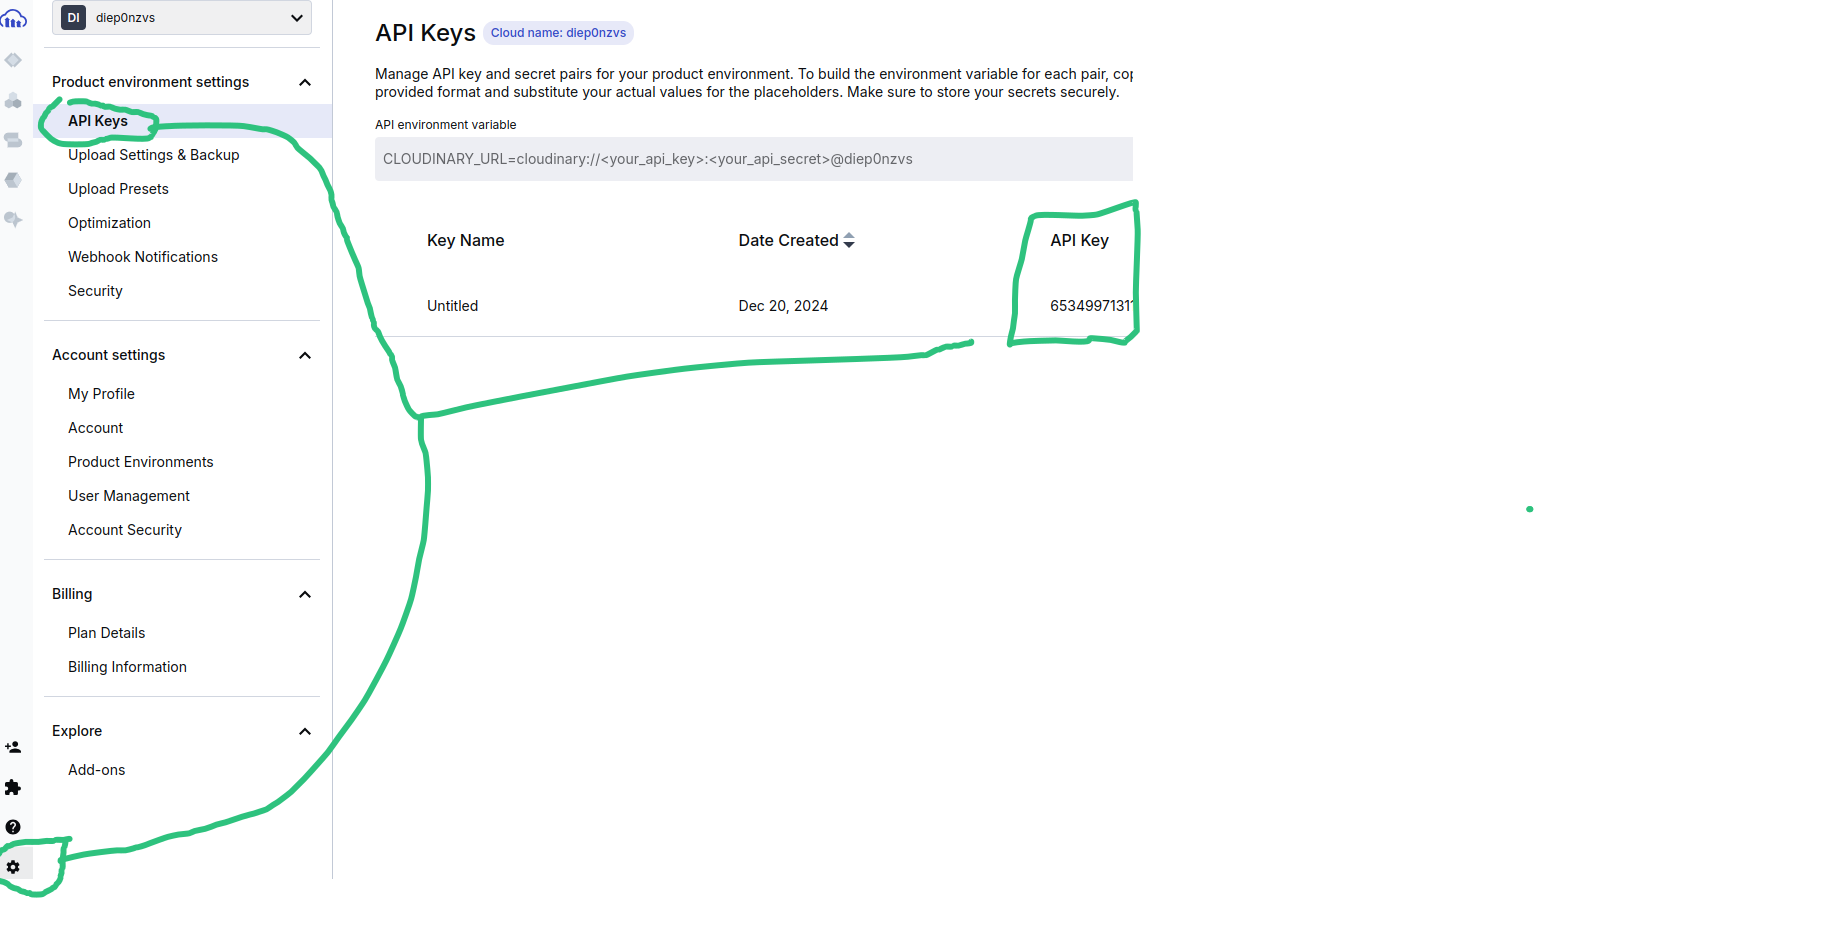 DI diep0nzvs
Product environment settings
API Keys
Upload Settings & Backup
Upload Presets
Optimization
Webhook Notifications
Security
Account settings
My Profile
Account
Product Environments
User Management
Account Security
Billing
Plan Details
Billing Information
Explore
Add-ons
API Keys Cloud name: diep0nzvs
Manage API key and secret pairs for your product environment. To build the environment variable for each pair,
provided format and substitute your actual values for the placeholders. Make sure to store your secrets securely.
API environment variable
CLOUDINARY_URL=cloudinary://<your_api_key>:<your_api_secret>@diep0nzvs
Key Name Date Created API Key
Untitled Dec 20, 2024 6534997131